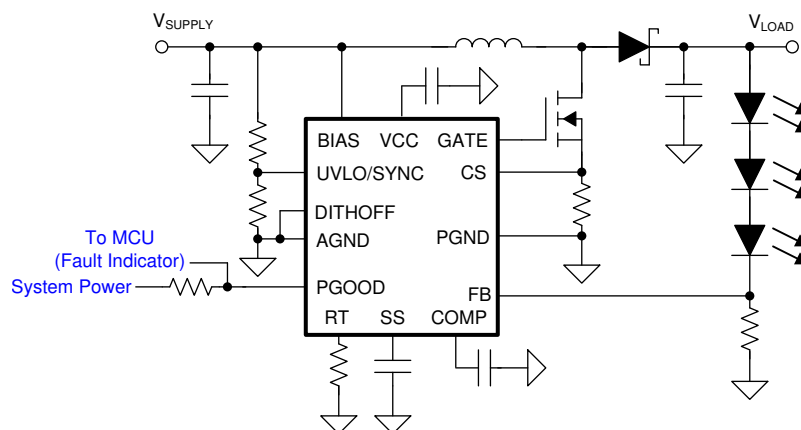 VSUPPLY
VLOAD
BIAS VCC GATE
UVLO/SYNC CS
DITHOFF
AGND PGND
To MCU
(Fault Indicator)
System Power
PGOOD
FB
RT SS COMP